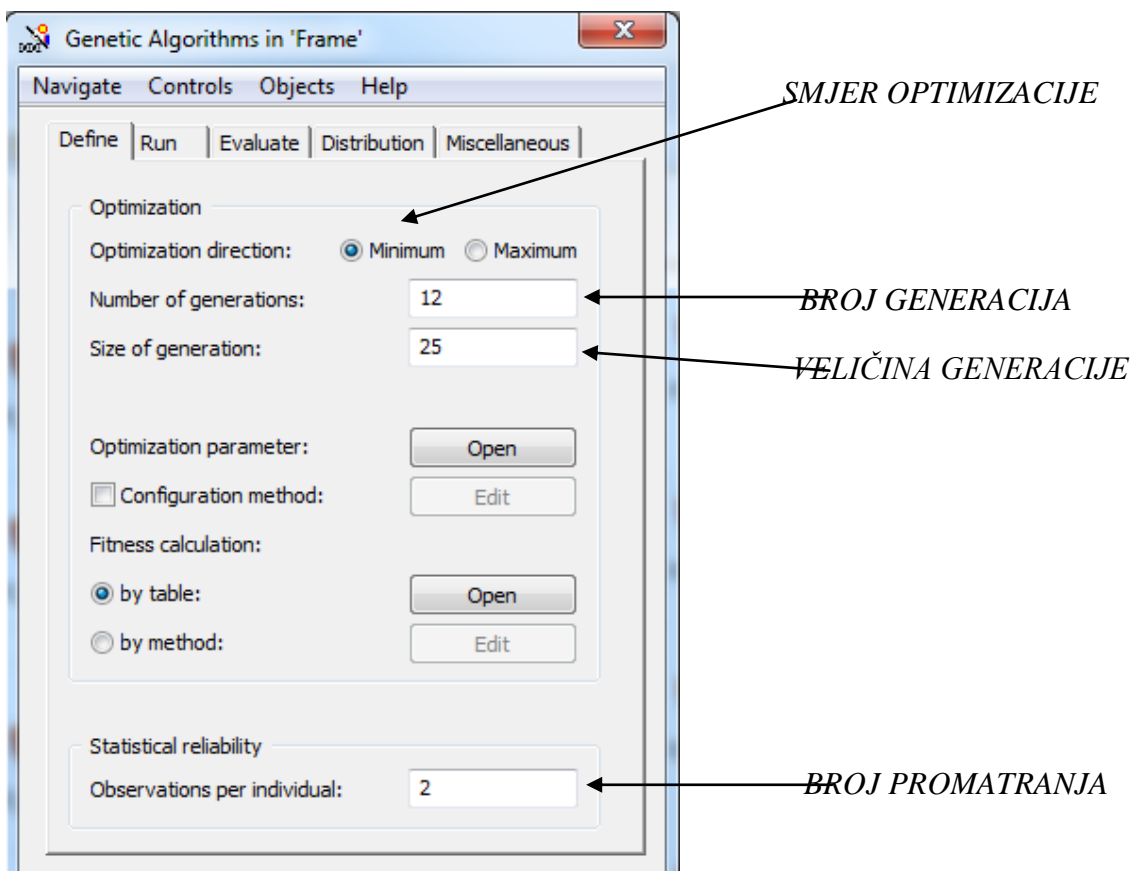 Genetic Algorithms in 'Frame'
Navigate Controls Objects Help
SMJER OPTIMIZACIJE
Define Run Evaluate Distribution Miscellaneous
Optimization
Optimization direction: Minimum Maximum
Number of generations: 12
BROJ GENERACIJA
Size of generation: 25
VELIČINA GENERACIJE
Optimization parameter: Open
Configuration method: Edit
Fitness calculation:
by table: Open
by method: Edit
Statistical reliability
Observations per individual: 2
BROJ PROMATRANJA